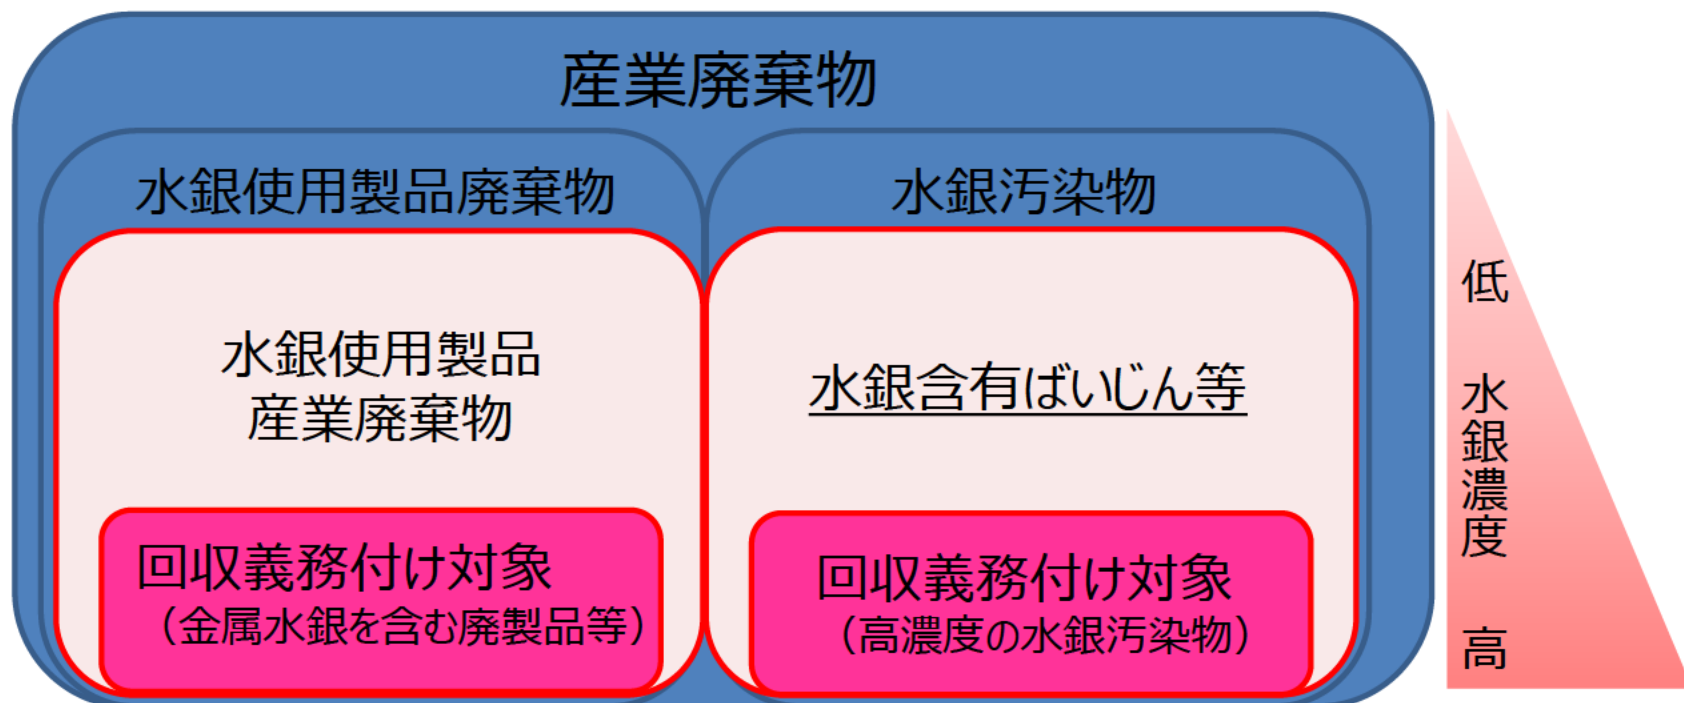 産業廃棄物
水銀使用製品廃棄物
水銀汚染物
水銀使用製品
産業廃棄物
水銀含有ばいじん等
回収義務付け対象
（金属水銀を含む廃製品等）
回収義務付け対象
（高濃度の水銀汚染物）
低
水銀濃度
高